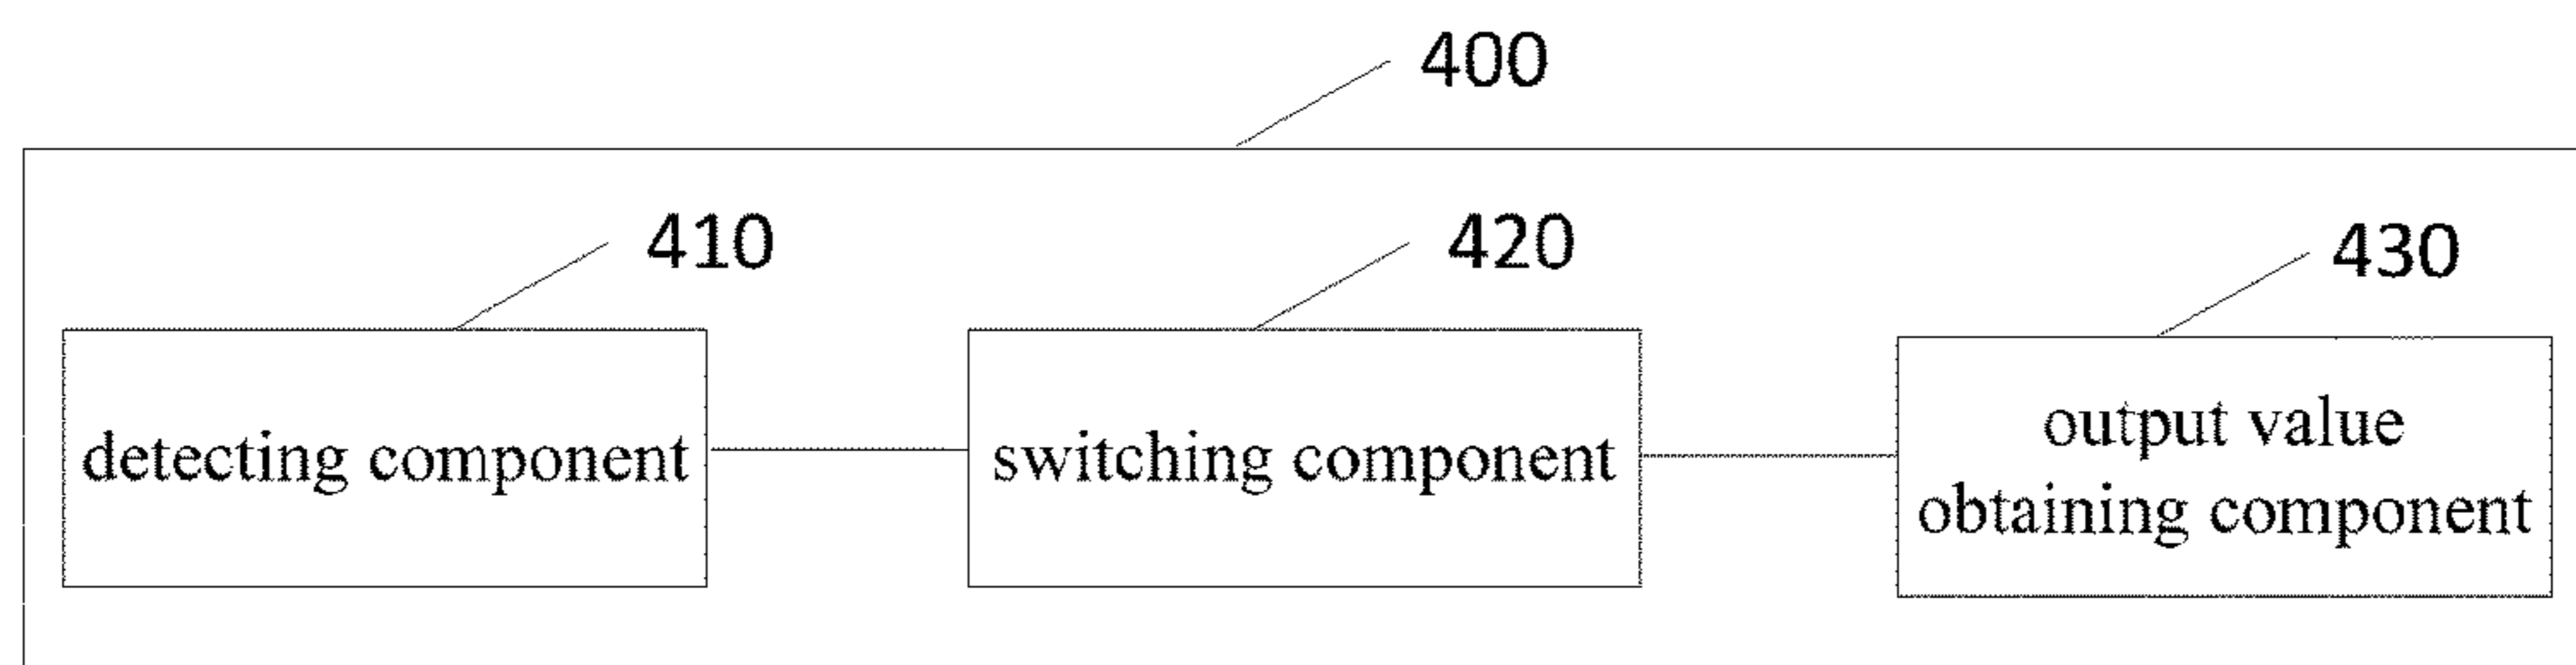 400
410
420
430
detecting component
switching component
output value
obtaining component